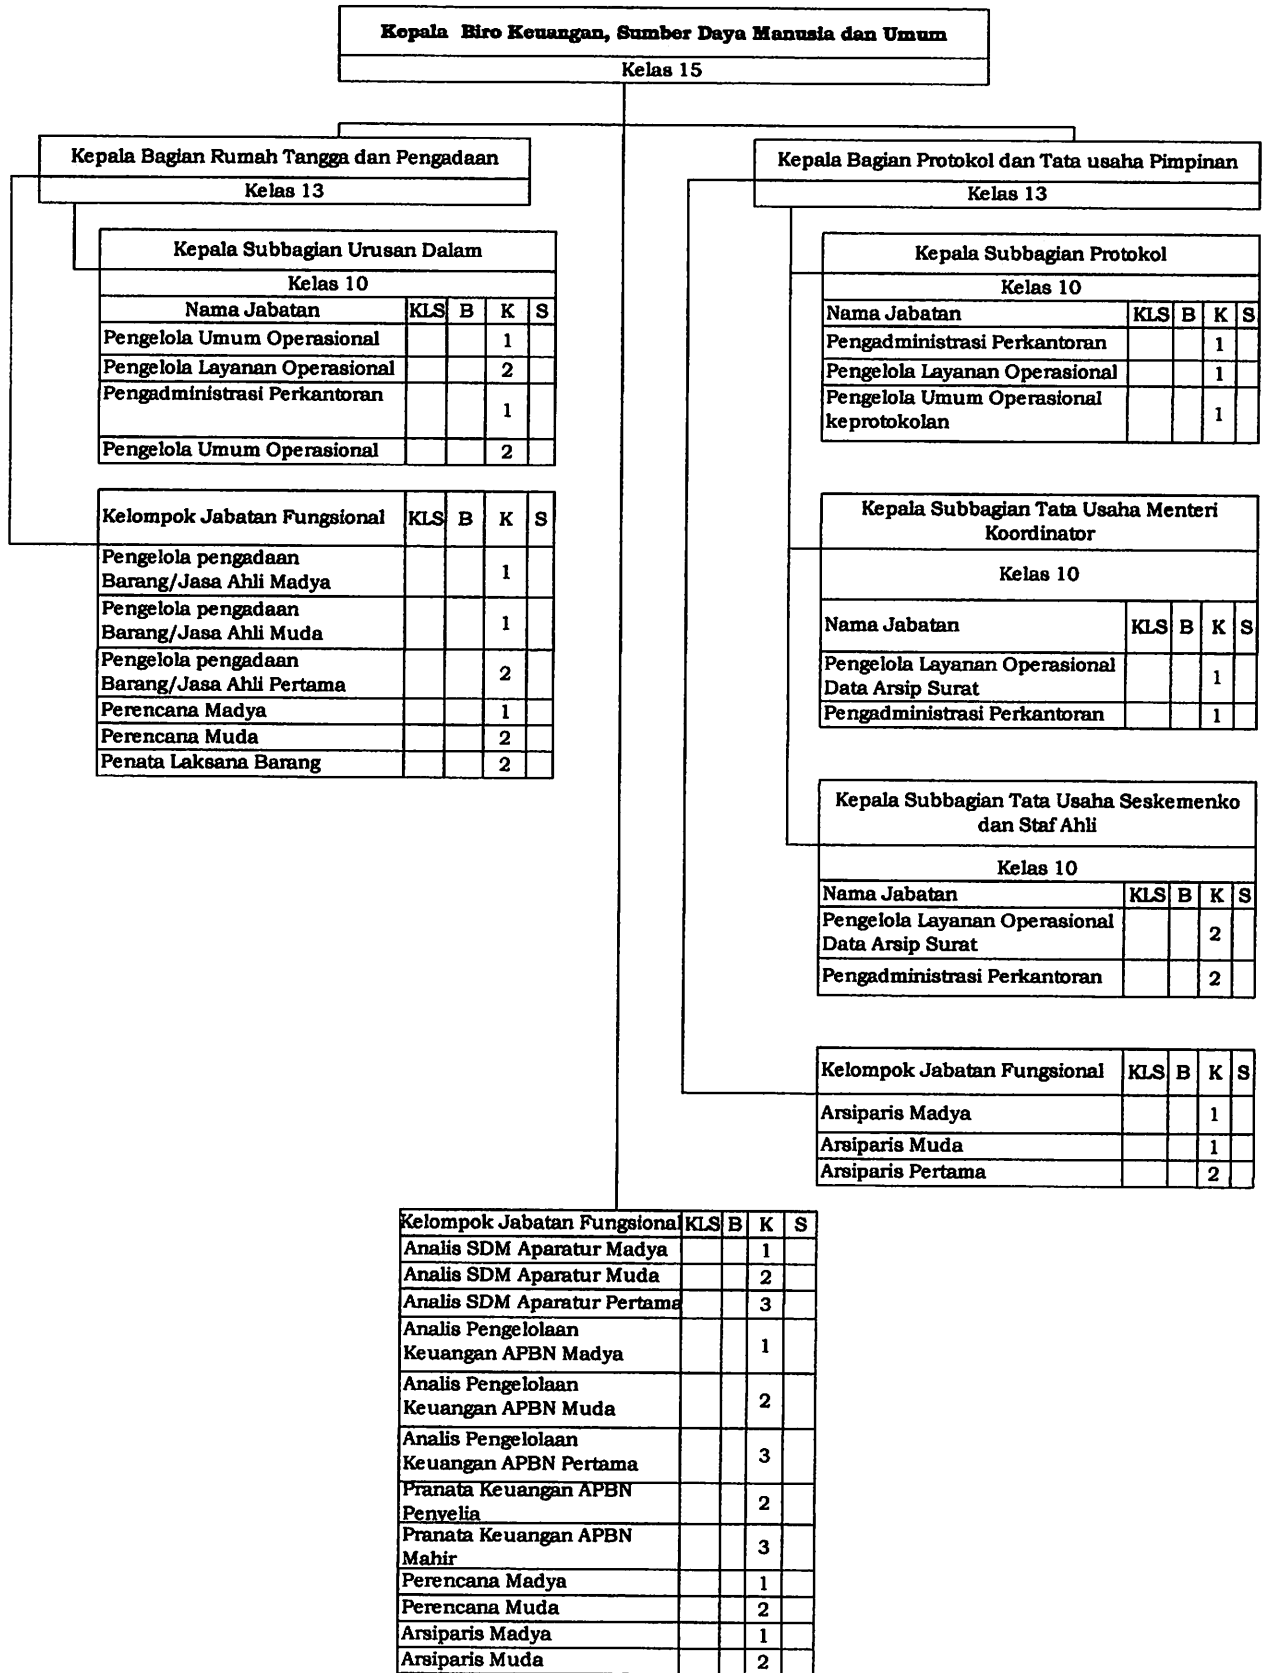 Kepala Biro Keuangan, Sumber Daya Manusia dan Umum
Kelas 15
Kepala Bagian Rumah Tangga dan Pengadaan
Kelas 13
Kepala Subbagian Urusan Dalam
Kelas 10
Nama Jabatan KLS B K S
Pengelola Umum Operasional 1
Pengelola Layanan Operasional 2
Pengadministrasi Perkantoran 1
Pengelola Umum Operasional 2
Kelompok Jabatan Fungsional KLS B K S
Pengelola pengadaan
Barang/Jasa Ahli Madya 1
Pengelola pengadaan
Barang/Jasa Ahli Muda 1
Pengelola pengadaan
Barang/Jasa Ahli Pertama 2
Perencana Madya 1
Perencana Muda 2
Penata Laksana Barang 2
Kepala Bagian Protokol dan Tata usaha Pimpinan
Kelas 13
Kepala Subbagian Protokol
Kelas 10
Nama Jabatan KLS B K S
Pengadministrasi Perkantoran 1
Pengelola Layanan Operasional 1
Pengelola Umum Operasional
keprotokolan 1
Kepala Subbagian Tata Usaha Menteri
Koordinator
Kelas 10
Nama Jabatan KLS B K S
Pengelola Layanan Operasional
Data Arsip Surat 1
Pengadministrasi Perkantoran 1
Kepala Subbagian Tata Usaha Seskemenko
dan Staf Ahli
Kelas 10
Nama Jabatan KLS B K S
Pengelola Layanan Operasional
Data Arsip Surat 2
Pengadministrasi Perkantoran 2
Kelompok Jabatan Fungsional KLS B K S
Arsiparis Madya 1
Arsiparis Muda 1
Arsiparis Pertama 2
Kelompok Jabatan Fungsional KLS B K S
Analis SDM Aparatur Madya 1
Analis SDM Aparatur Muda 2
Analis SDM Aparatur Pertama 3
Analis Pengelolaan
Keuangan APBN Madya 1
Analis Pengelolaan
Keuangan APBN Muda 2
Analis Pengelolaan
Keuangan APBN Pertama 3
Pranata Keuangan APBN
Penyelia 2
Pranata Keuangan APBN
Mahir 3
Perencana Madya 1
Perencana Muda 2
Arsiparis Madya 1
Arsiparis Muda 2